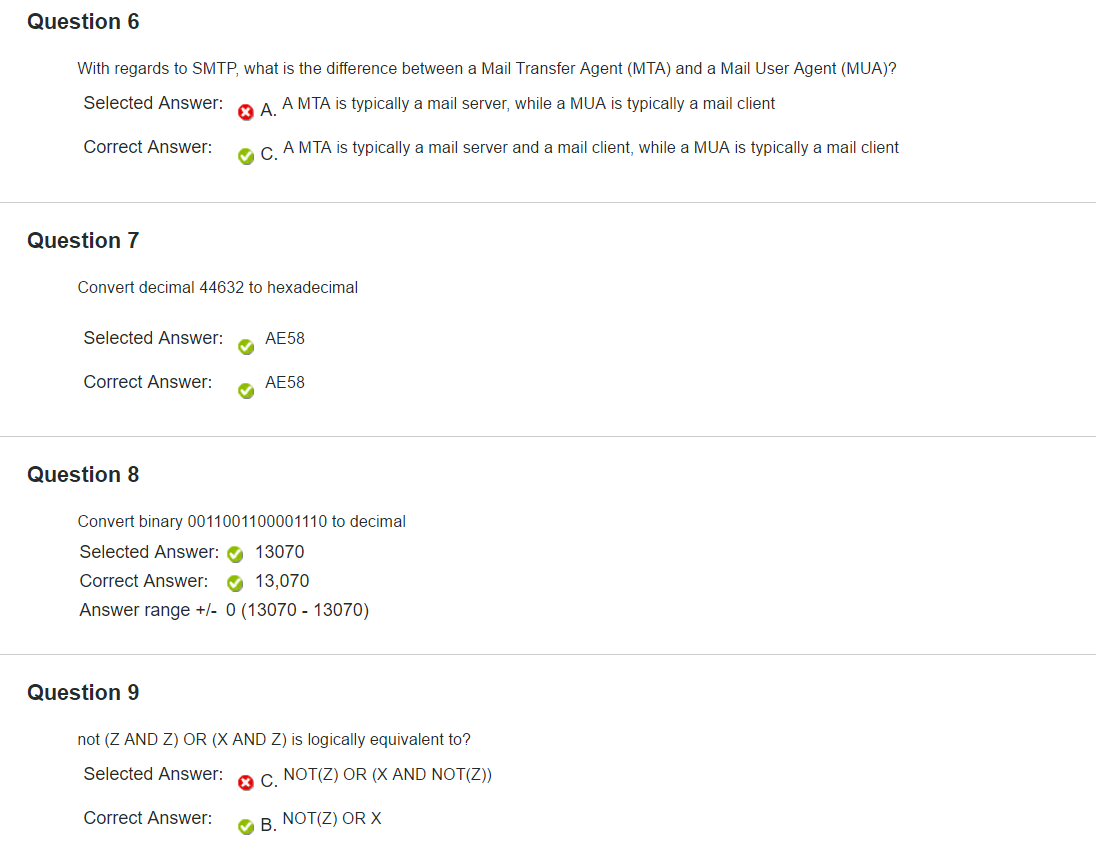 Question 6
With regards to SMTP, what is the difference between a Mail Transfer Agent (MTA) and a Mail User Agent (MUA)?
Selected Answer: A. A MTA is typically a mail server, while a MUA is typically a mail client
Correct Answer: C. A MTA is typically a mail server and a mail client, while a MUA is typically a mail client
Question 7
Convert decimal 44632 to hexadecimal
Selected Answer: AE58
Correct Answer: AE58
Question 8
Convert binary 0011001100001110 to decimal
Selected Answer: 13070
Correct Answer: 13,070
Answer range +/- 0 (13070 - 13070)
Question 9
not (Z AND Z) OR (X AND Z) is logically equivalent to?
Selected Answer: C. NOT(Z) OR (X AND NOT(Z))
Correct Answer: B. NOT(Z) OR X